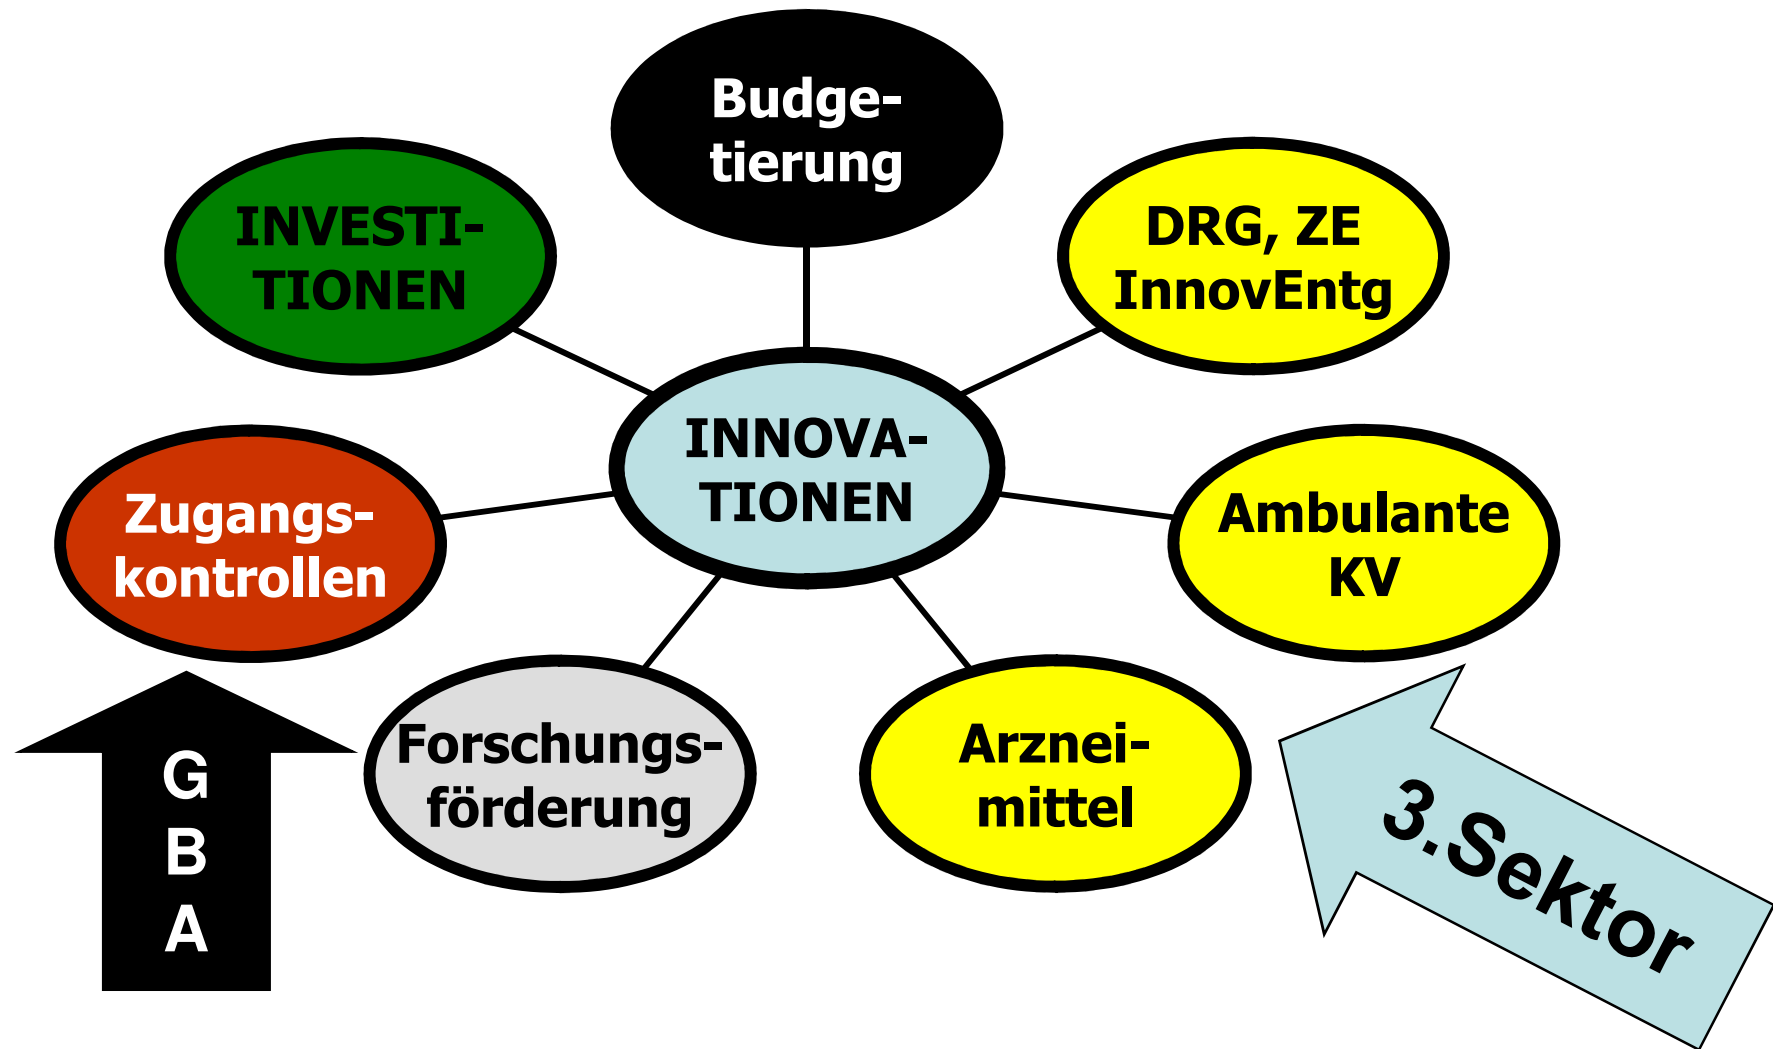 Budge-
tierung
INVESTI-
TIONEN
DRG, ZE
InnovEntg
INNOVA-
TIONEN
Zugangs-
kontrollen
Ambulante
KV
Forschungs-
förderung
Arznei-
mittel
G
B
A
3.Sektor